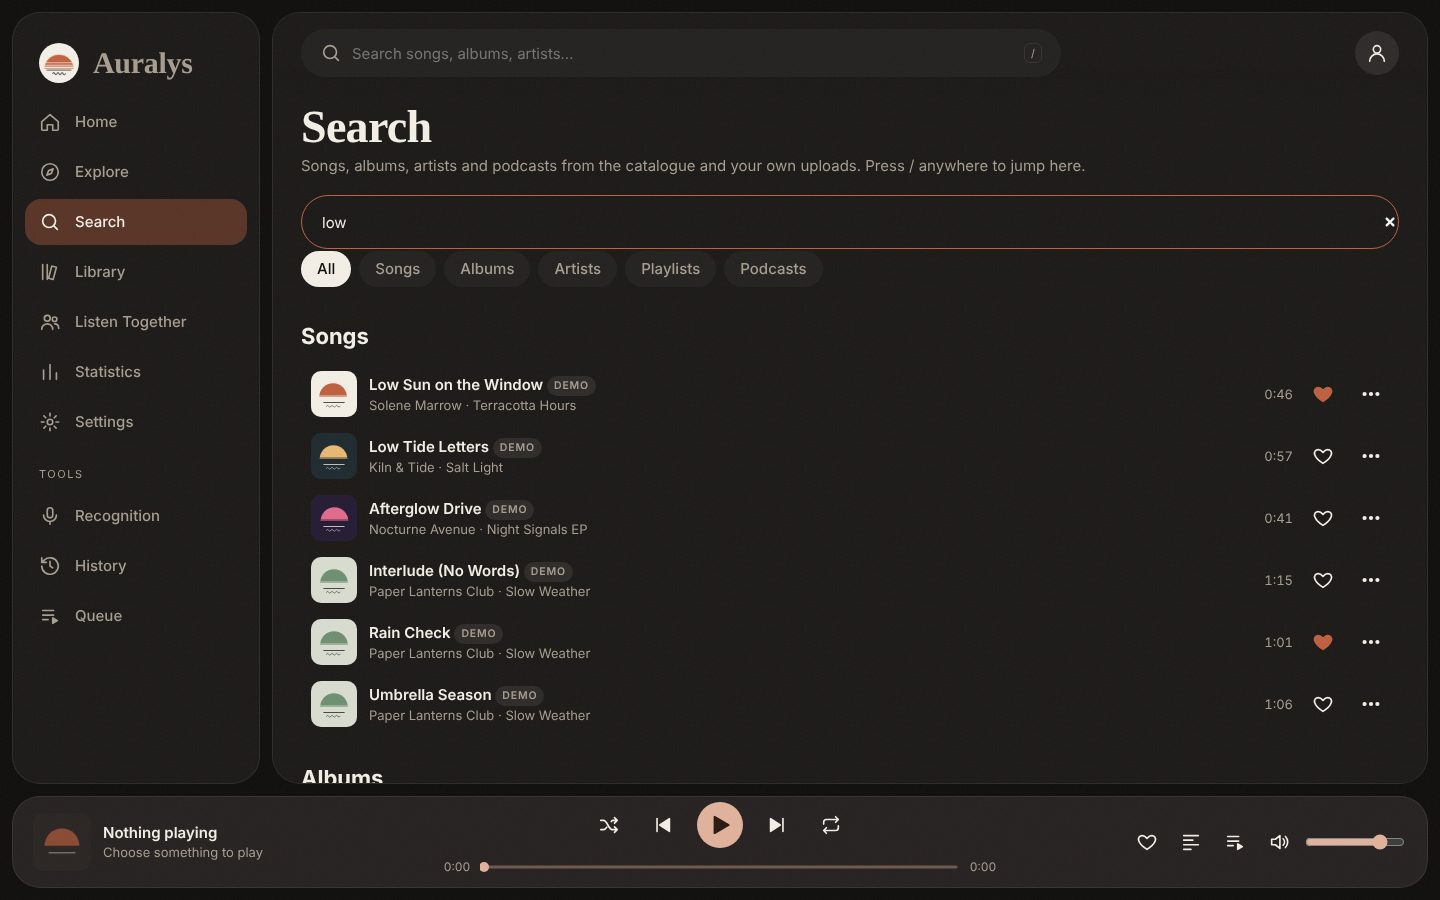 Auralys
Home
Explore
Search
Library
Listen Together
Statistics
Settings
TOOLS
Recognition
History
Queue
Search songs, albums, artists...
/
Search
Songs, albums, artists and podcasts from the catalogue and your own uploads. Press / anywhere to jump here.
low
All Songs Albums Artists Playlists Podcasts
Songs
Low Sun on the Window DEMO
Solene Marrow · Terracotta Hours
0:46
Low Tide Letters DEMO
Kiln & Tide · Salt Light
0:57
Afterglow Drive DEMO
Nocturne Avenue · Night Signals EP
0:41
Interlude (No Words) DEMO
Paper Lanterns Club · Slow Weather
1:15
Rain Check DEMO
Paper Lanterns Club · Slow Weather
1:01
Umbrella Season DEMO
Paper Lanterns Club · Slow Weather
1:06
Albums
Nothing playing
Choose something to play
0:00
0:00